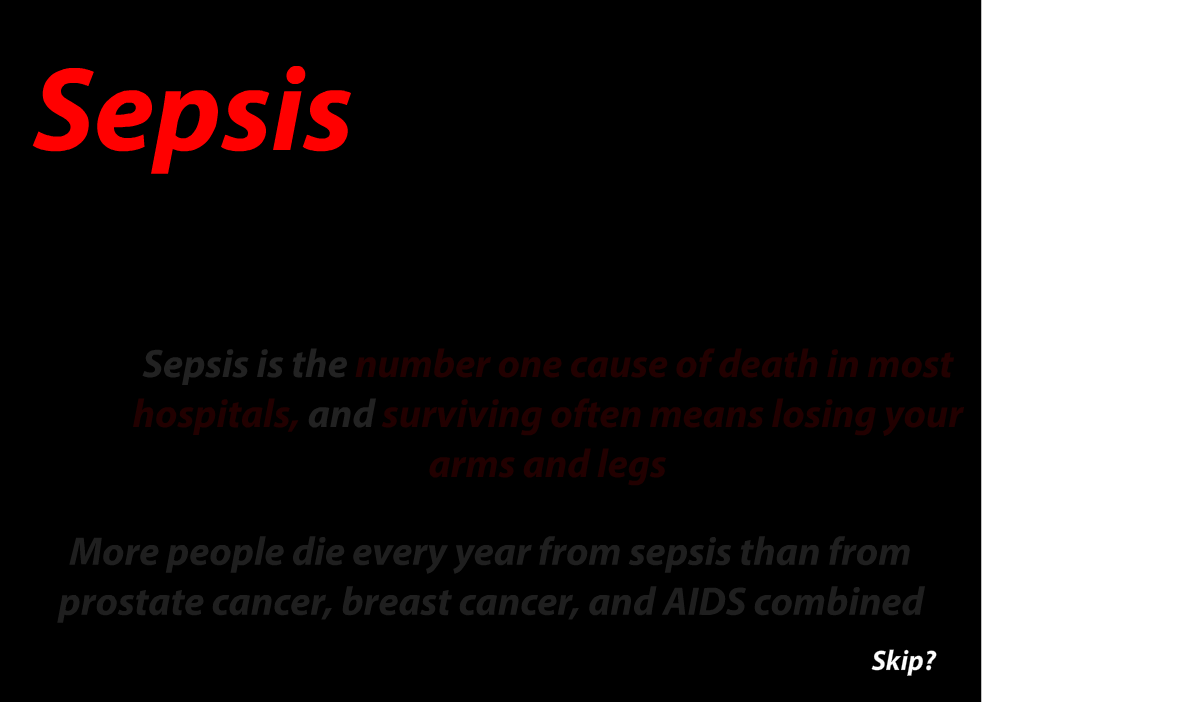 Sepsis
Sepsis is the number one cause of death in most
hospitals, and surviving often means losing your
arms and legs
More people die every year from sepsis than from
prostate cancer, breast cancer, and AIDS combined
Skip?